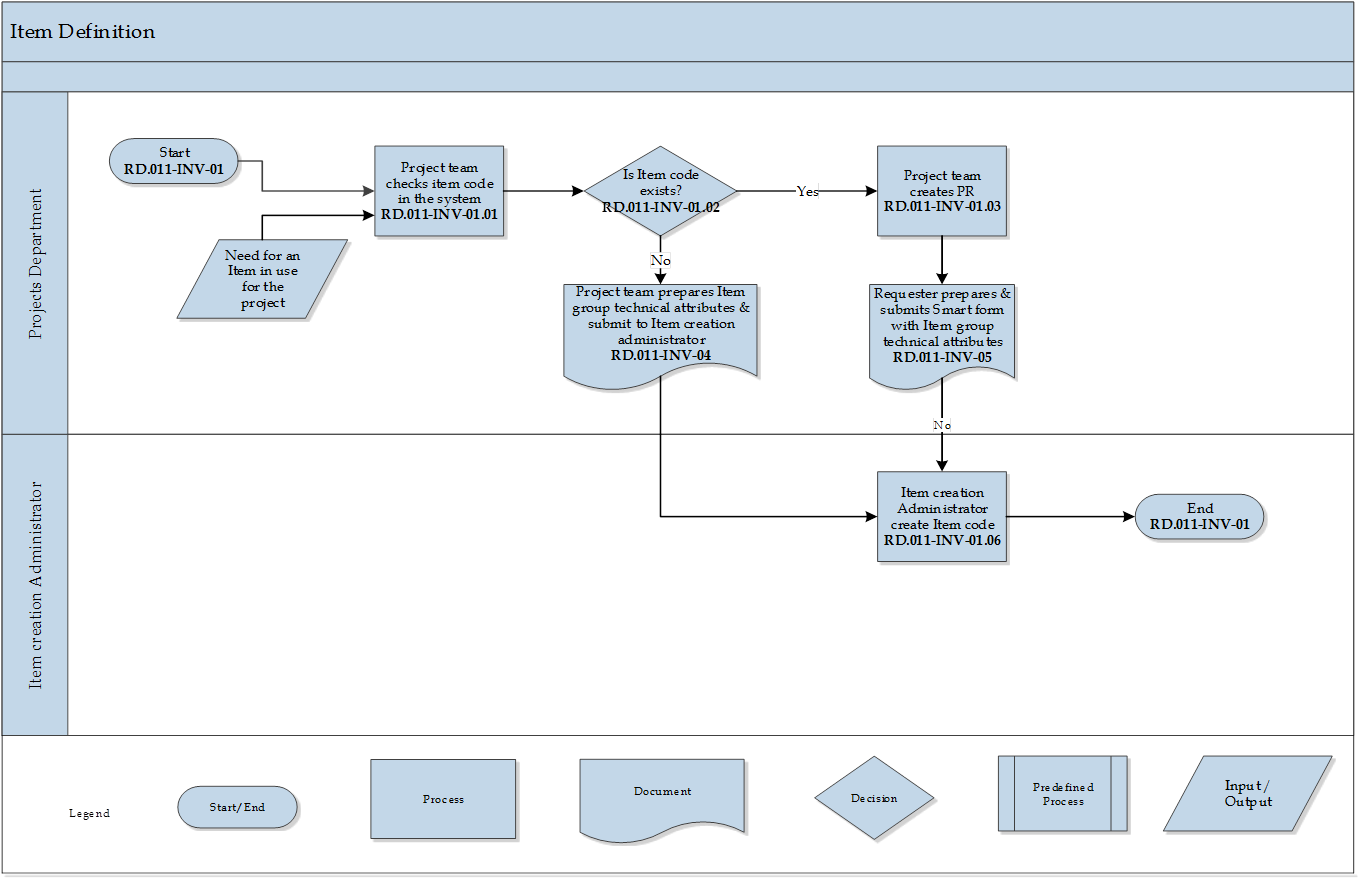 Item Definition
Projects Department
Start
RD.011-INV-01
Need for an
Item in use
for the
project
Project team
checks item code
in the system
RD.011-INV-01.01
Is Item code
exists?
RD.011-INV-01.02
Yes
No
Project team
creates PR
RD.011-INV-01.03
Project team prepares Item
group technical attributes &
submit to Item creation
administrator
RD.011-INV-04
Requester prepares &
submits Smart form
with Item group
technical attributes
RD.011-INV-05
No
Item creation Administrator
Item creation
Administrator
create Item code
RD.011-INV-01.06
End
RD.011-INV-01
Legend
Start/End
Process
Document
Decision
Predefined
Process
Input/
Output